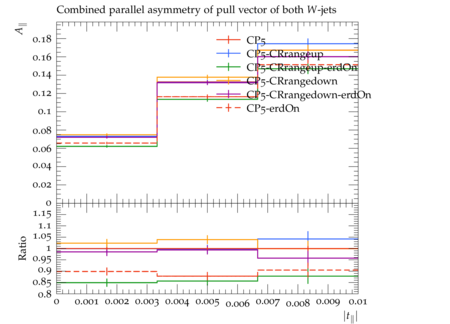 Combined parallel asymmetry of pull vector of both W-jets
A∥
0.18
0.16
0.14
0.12
0.1
0.08
0.06
0.04
0.02
0
CP5
CP5-CRrangeup
CP5-CRrangeup-erdOn
CP5-CRrangedown
CP5-CRrangedown-erdOn
CP5-erdOn
Ratio
1.15
1.1
1.05
1
0.95
0.9
0.85
0.8
0 0.001 0.002 0.003 0.004 0.005 0.006 0.007 0.008 0.009 0.01
|t∥|